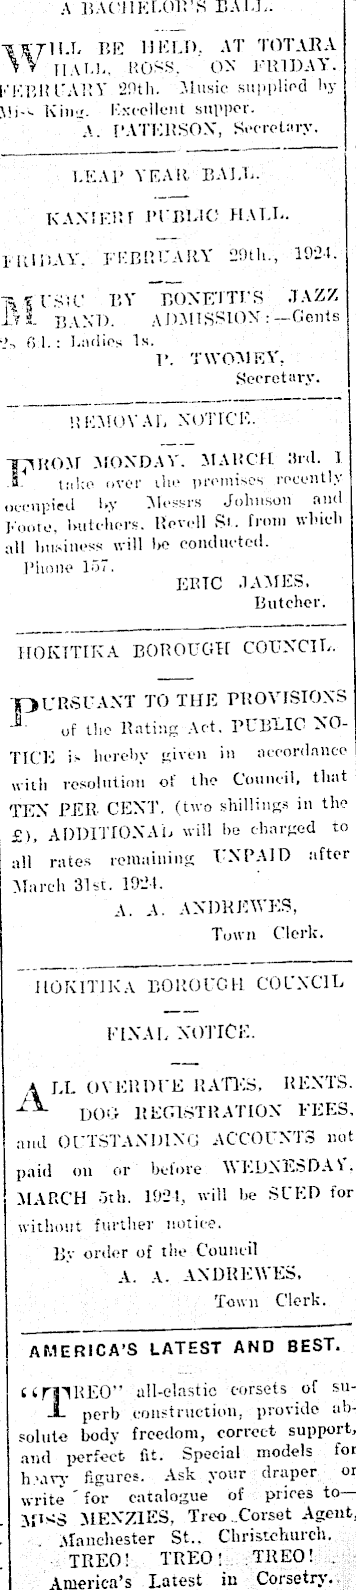 A BACHELOR'S BALL.
WILL BE HELD, AT TOTARA
HALL, ROSS, ON FRIDAY,
FEBRUARY 29th. Music supplied by
Miss King. Excellent supper.
A. PATERSON, Secretary.
LEAP YEAR BALL.
KANIERI PUBLIC HALL.
FRIDAY, FEBRUARY 29th., 1924.
MUSIC BY BONETTI'S JAZZ
BAND. ADMISSION:—Gents
2s 6d.; Ladies 1s.
P. TWOMEY,
Secretary.
REMOVAL NOTICE.
FROM MONDAY, MARCH 3rd. I
take over the premises recently
occupied by Messrs Johnson and
Foote, butchers, Revell St. from which
all business will be conducted.
Phone 157.
ERIC JAMES,
Butcher.
HOKITIKA BOROUGH COUNCIL.
PURSUANT TO THE PROVISIONS
of the Rating Act, PUBLIC NO-
TICE is hereby given in accordance
with resolution of the Council, that
TEN PER CENT. (two shillings in the
£), ADDITIONAL will be charged to
all rates remaining UNPAID after
March 31st. 1924.
A. A. ANDREWES,
Town Clerk.
HOKITIKA BOROUGH COUNCIL
FINAL NOTICE.
ALL OVERDUE RATES, RENTS.
DOG REGISTRATION FEES,
and OUTSTANDING ACCOUNTS not
paid on or before WEDNESDAY,
MARCH 5th. 1924, will be SUED for
without further notice.
By order of the Council
A. A. ANDREWES,
Town Clerk.
AMERICA'S LATEST AND BEST.
"TREO" all-elastic corsets of su-
perb construction, provide ab-
solute body freedom, correct support,
and perfect fit. Special models for
heavy figures. Ask your draper or
write for catalogue of prices to—
MISS MENZIES, Treo Corset Agent,
Manchester St., Christchurch.
TREO! TREO! TREO!
America's Latest in Corsetry.